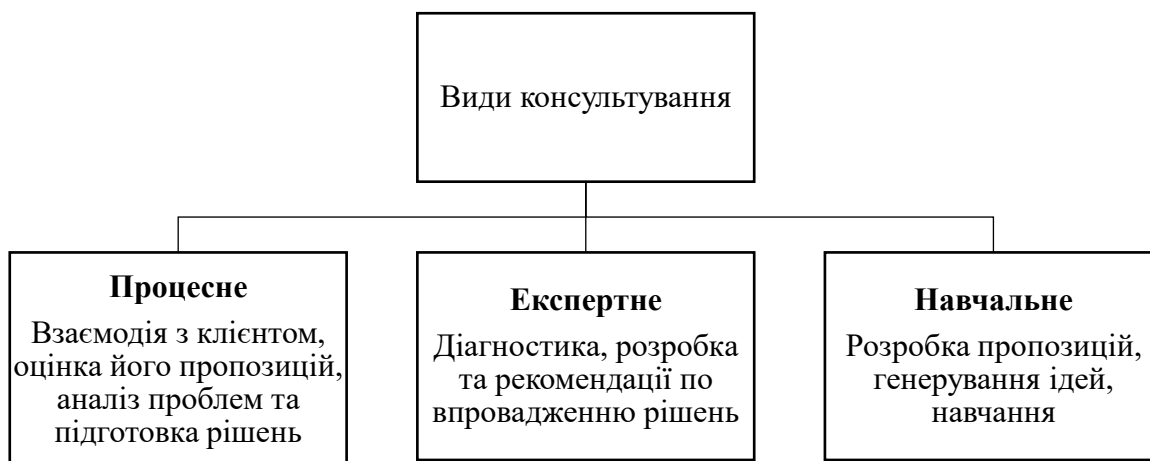 Види консультування
Процесне
Взаємодія з клієнтом,
оцінка його пропозицій,
аналіз проблем та
підготовка рішень
Експертне
Діагностика, розробка
та рекомендації по
впровадженню рішень
Навчальне
Розробка пропозицій,
генерування ідей,
навчання